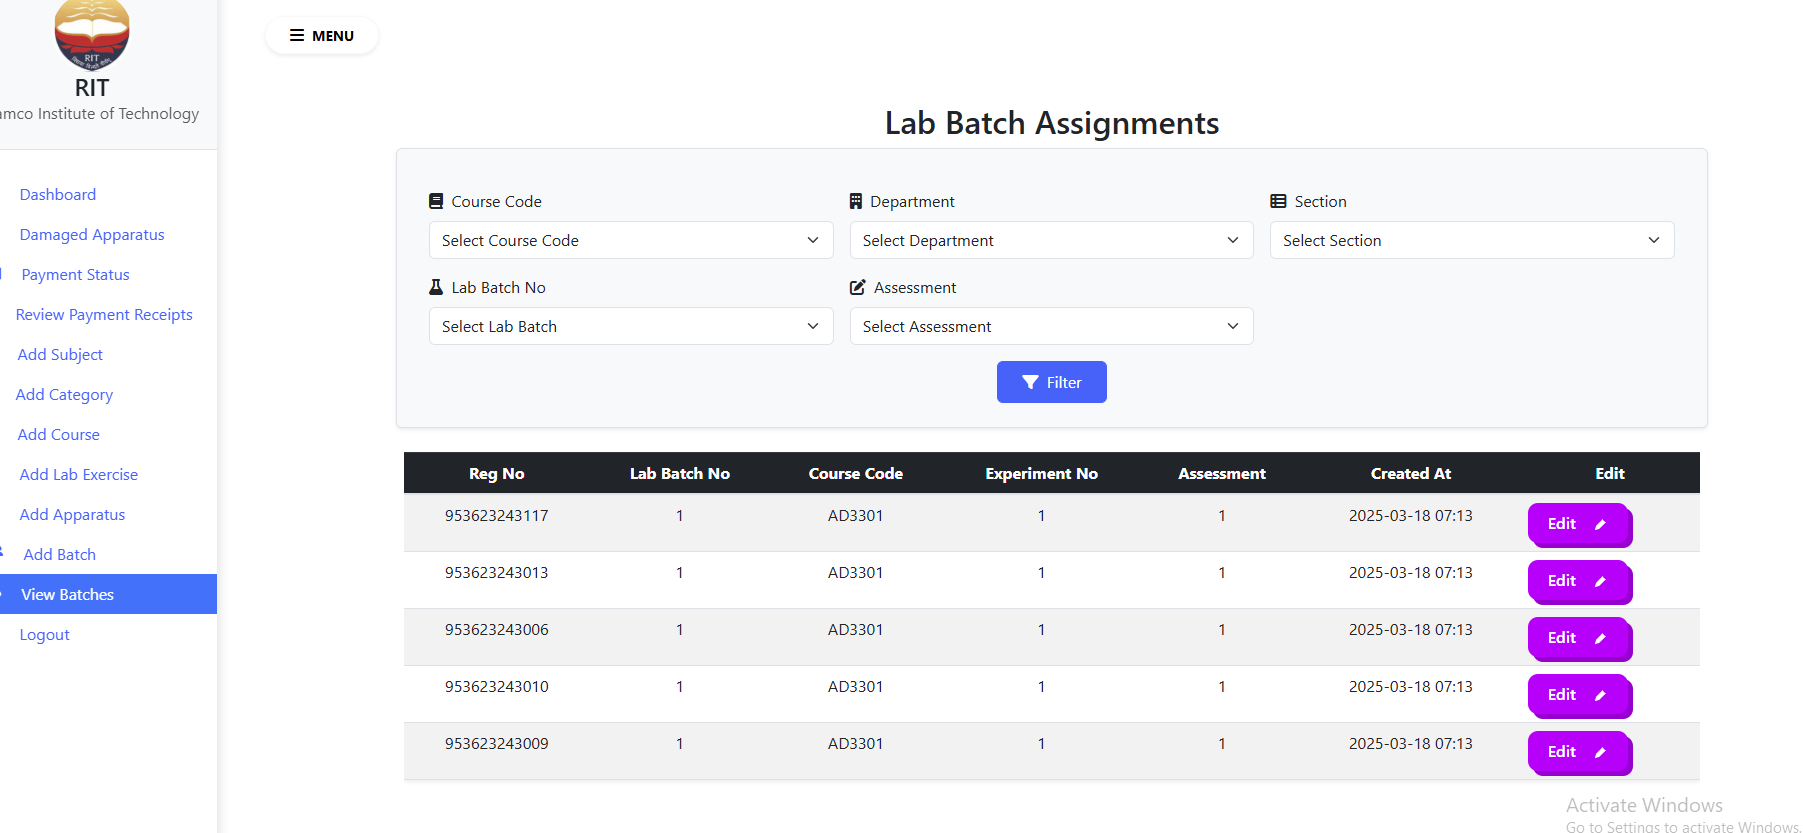 RIT
RIT
amco Institute of Technology
Dashboard
Damaged Apparatus
Payment Status
Review Payment Receipts
Add Subject
Add Category
Add Course
Add Lab Exercise
Add Apparatus
Add Batch
View Batches
Logout
MENU
Lab Batch Assignments
Course Code Department Section
Select Course Code Select Department Select Section
Lab Batch No Assessment
Select Lab Batch Select Assessment
Filter
Reg No Lab Batch No Course Code Experiment No Assessment Created At Edit
953623243117 1 AD3301 1 1 2025-03-18 07:13 Edit
953623243013 1 AD3301 1 1 2025-03-18 07:13 Edit
953623243006 1 AD3301 1 1 2025-03-18 07:13 Edit
953623243010 1 AD3301 1 1 2025-03-18 07:13 Edit
953623243009 1 AD3301 1 1 2025-03-18 07:13 Edit
Activate Windows
Go to Settings to activate Windows.